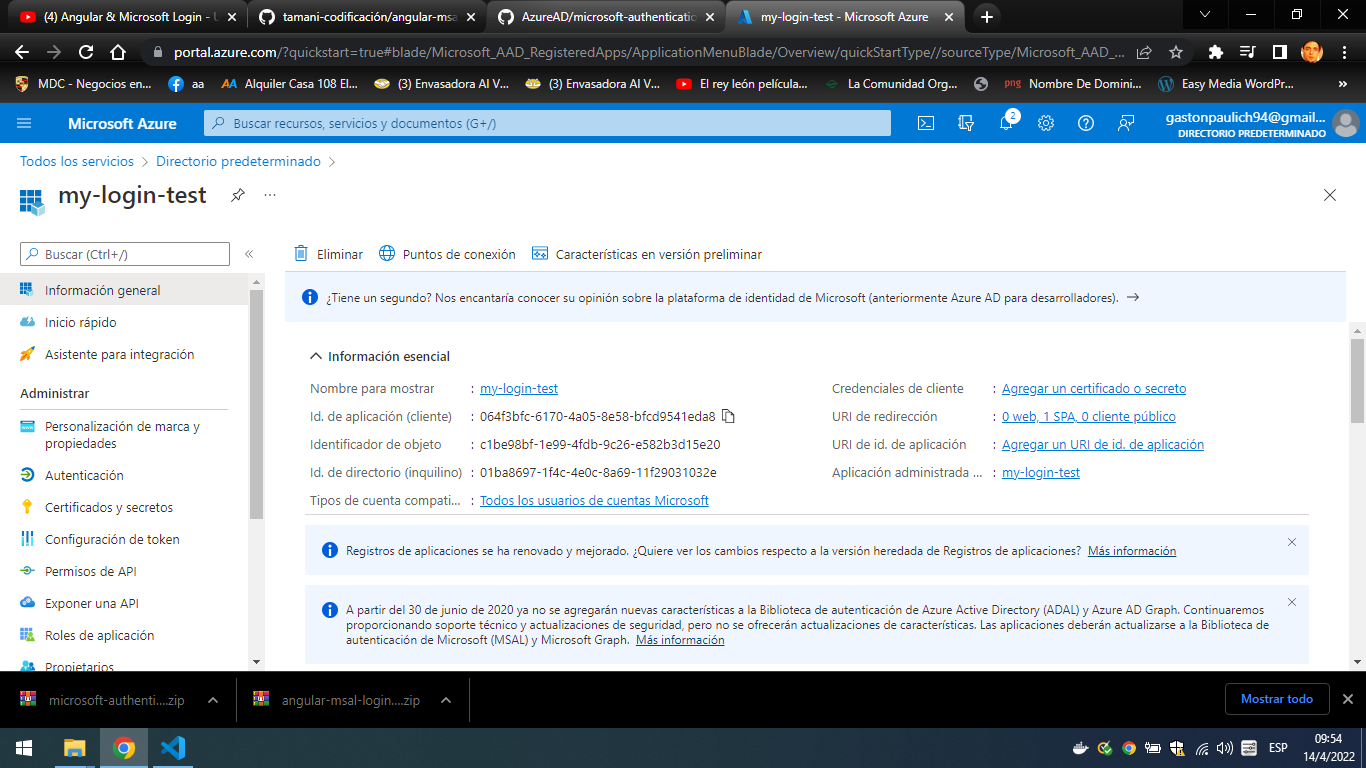 (4) Angular & Microsoft Login -
tamani-codificación/angular-msa
AzureAD/microsoft-authenticatio
my-login-test - Microsoft Azure
portal.azure.com/?quickstart=true#blade/Microsoft_AAD_RegisteredApps/ApplicationMenuBlade/Overview/quickStartType//sourceType/Microsoft_AAD_...
MDC - Negocios en...
aa
AA Alquiler Casa 108 El...
(3) Envasadora Al V...
(3) Envasadora Al V...
El rey león película...
La Comunidad Org...
png Nombre De Domini...
Easy Media WordPr...
»
Microsoft Azure
Buscar recursos, servicios y documentos (G+/)
2
gastonpaulich94@gmail...
DIRECTORIO PREDETERMINADO
Todos los servicios > Directorio predeterminado >
my-login-test
...
Buscar (Ctrl+/)
«
Eliminar
Puntos de conexión
Características en versión preliminar
¿Tiene un segundo? Nos encantaría conocer su opinión sobre la plataforma de identidad de Microsoft (anteriormente Azure AD para desarrolladores). →
Información general
Inicio rápido
Asistente para integración
Administrar
Personalización de marca y
propiedades
Autenticación
Certificados y secretos
Configuración de token
Permisos de API
Exponer una API
Roles de aplicación
Propietarios
Información esencial
Nombre para mostrar : my-login-test
Id. de aplicación (cliente) : 064f3bfc-6170-4a05-8e58-bfcd9541eda8
Identificador de objeto : c1be98bf-1e99-4fdb-9c26-e582b3d15e20
Id. de directorio (inquilino) : 01ba8697-1f4c-4e0c-8a69-11f29031032e
Tipos de cuenta compati... : Todos los usuarios de cuentas Microsoft
Credenciales de cliente : Agregar un certificado o secreto
URI de redirección : 0 web, 1 SPA, 0 cliente público
URI de id. de aplicación : Agregar un URI de id. de aplicación
Aplicación administrada ... : my-login-test
Registros de aplicaciones se ha renovado y mejorado. ¿Quiere ver los cambios respecto a la versión heredada de Registros de aplicaciones? Más información
A partir del 30 de junio de 2020 ya no se agregarán nuevas características a la Biblioteca de autenticación de Azure Active Directory (ADAL) y Azure AD Graph. Continuaremos
proporcionando soporte técnico y actualizaciones de seguridad, pero no se ofrecerán actualizaciones de características. Las aplicaciones deberán actualizarse a la Biblioteca de
autenticación de Microsoft (MSAL) y Microsoft Graph. Más información
microsoft-authenti....zip
angular-msal-login....zip
Mostrar todo
ESP
09:54
14/4/2022